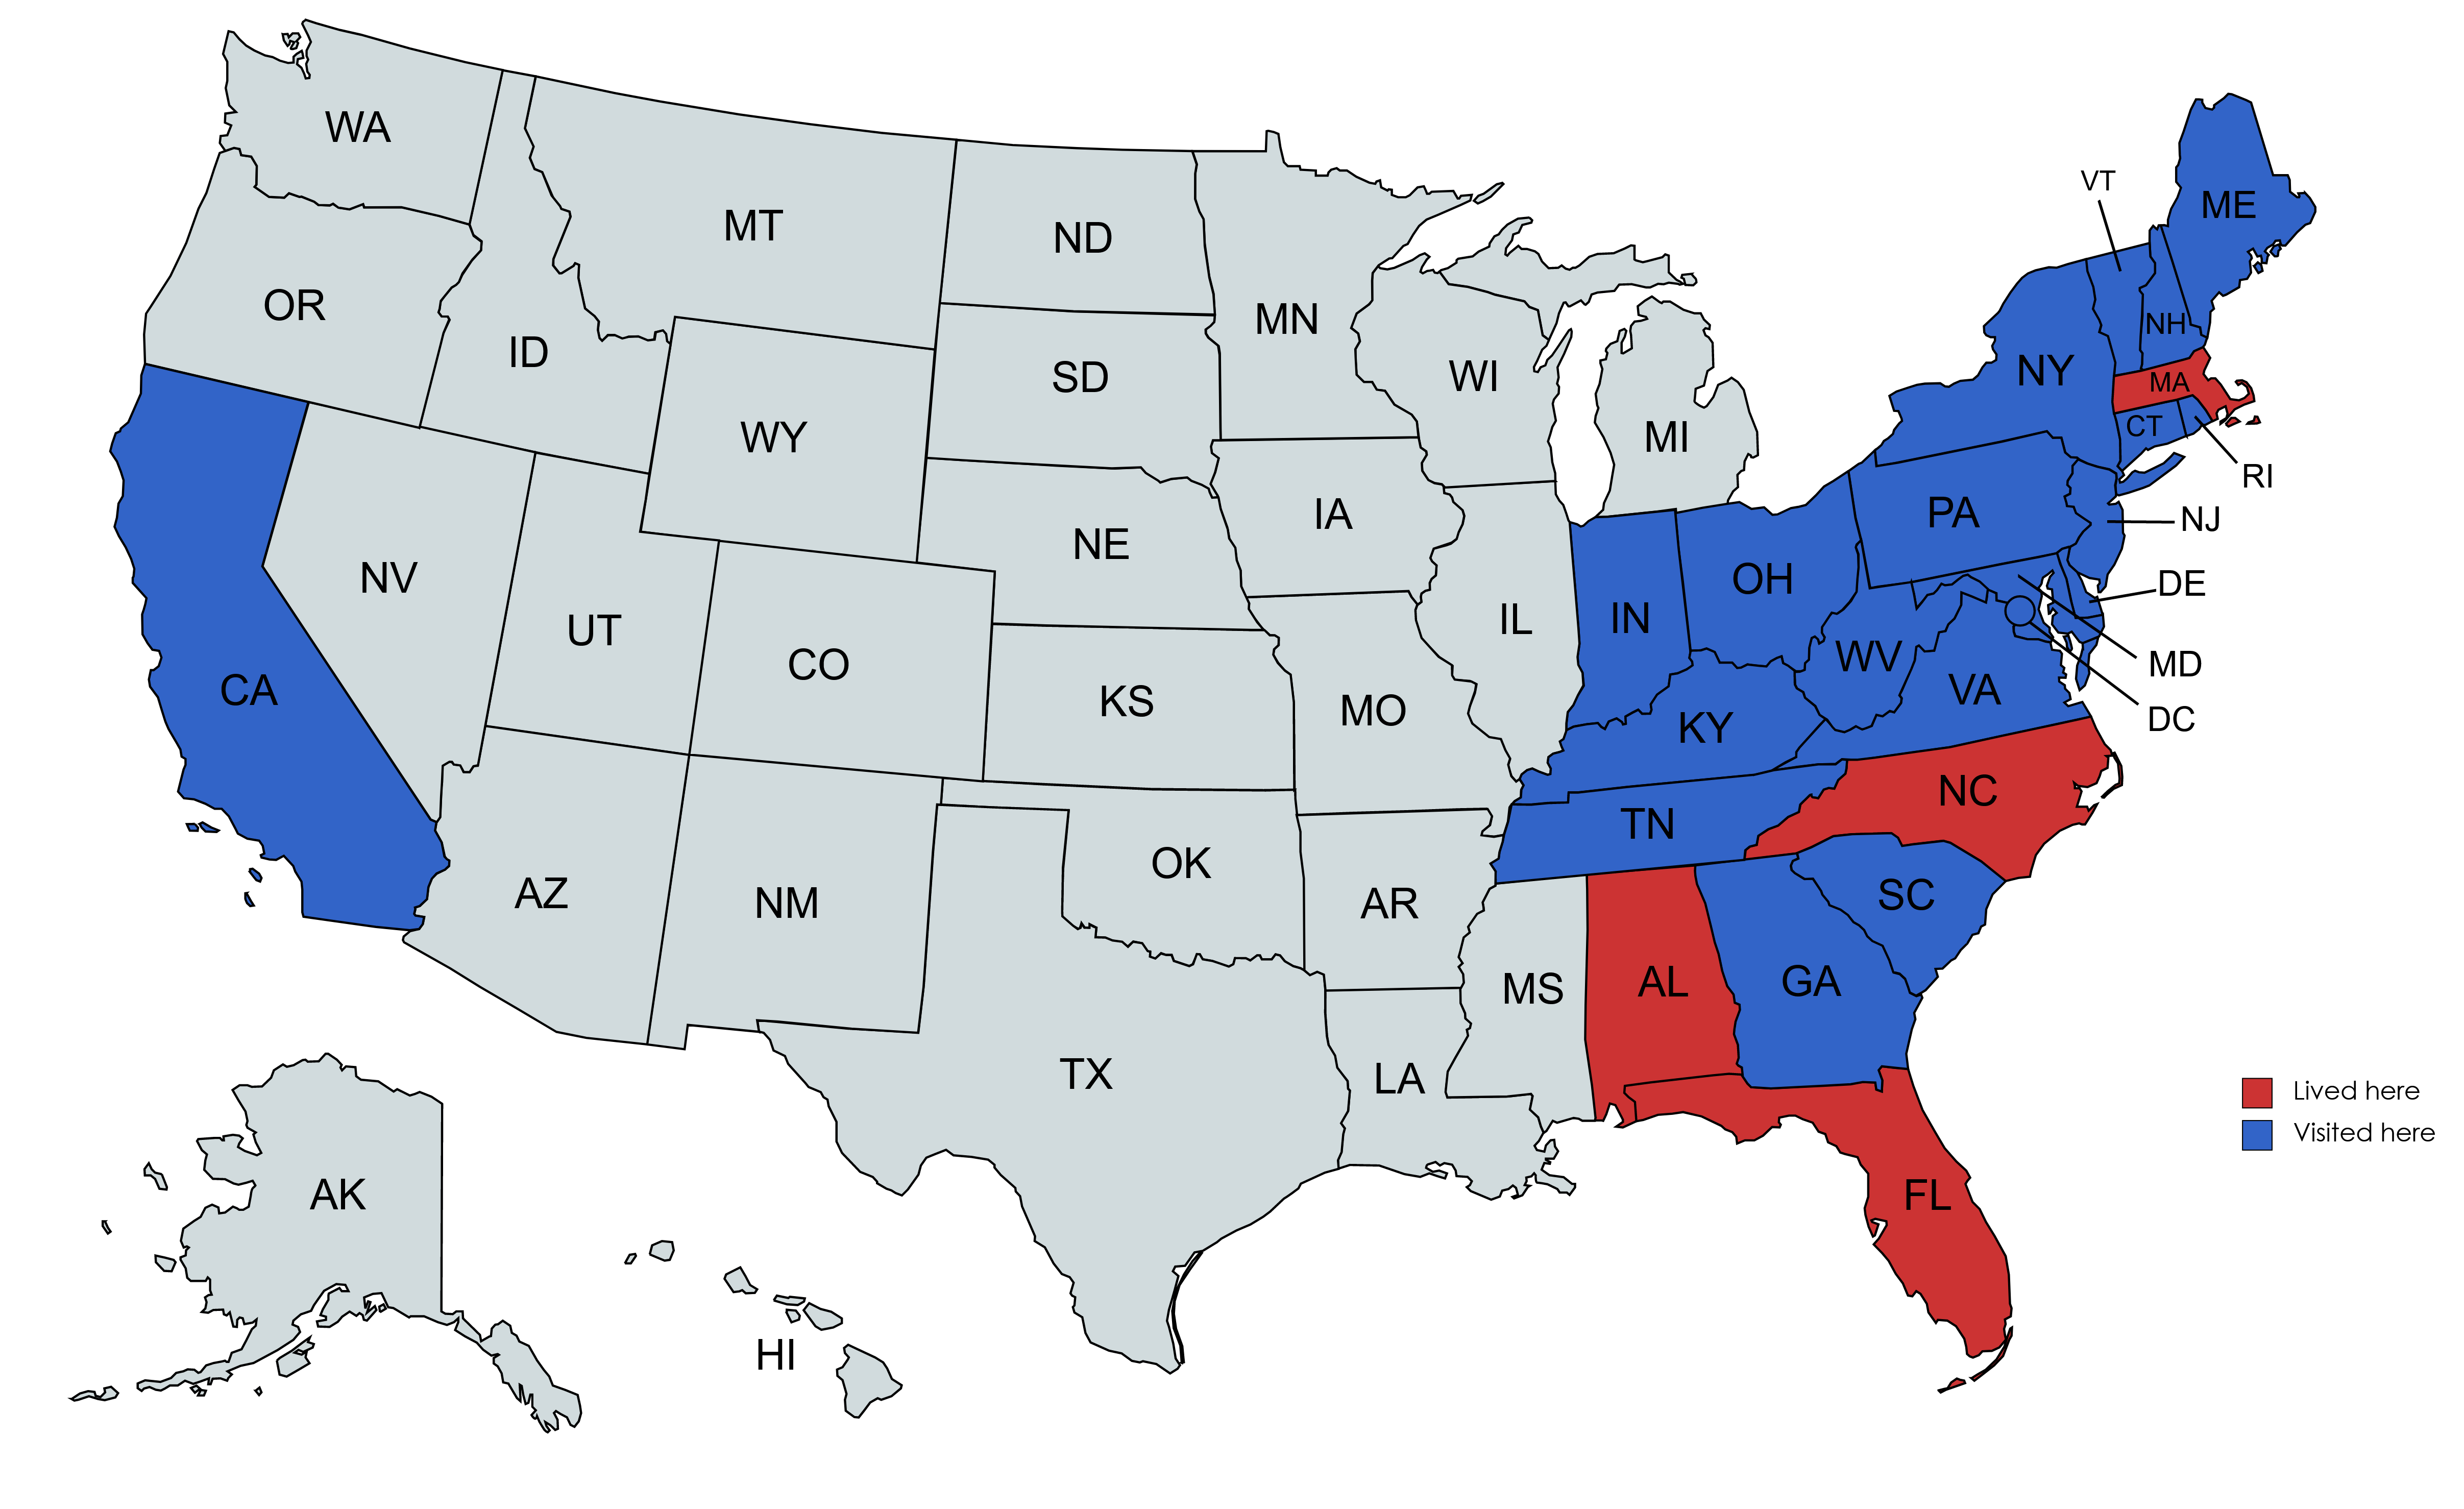 WA
MT
ND
MN
VT
ME
OR
ID
SD
WI
NH
NY
MA
WY
MI
CT
RI
IA
PA
NJ
NE
NV
OH
DE
UT
IN
IL
CO
WV
MD
KS
VA
CA
MO
KY
DC
NC
TN
OK
AZ
NM
AR
SC
MS
AL
GA
TX
LA
Lived here
Visited here
AK
FL
HI